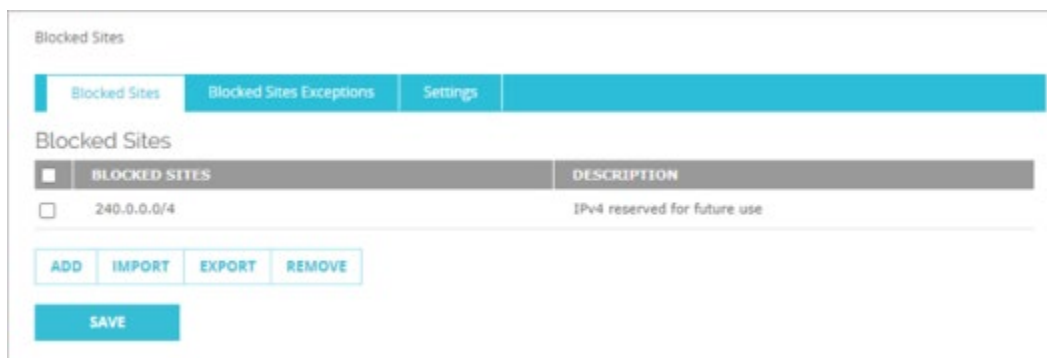 Blocked Sites
Blocked Sites Blocked Sites Exceptions Settings
Blocked Sites
BLOCKED SITES DESCRIPTION
240.0.0.0/4 IPv4 reserved for future use
ADD IMPORT EXPORT REMOVE
SAVE